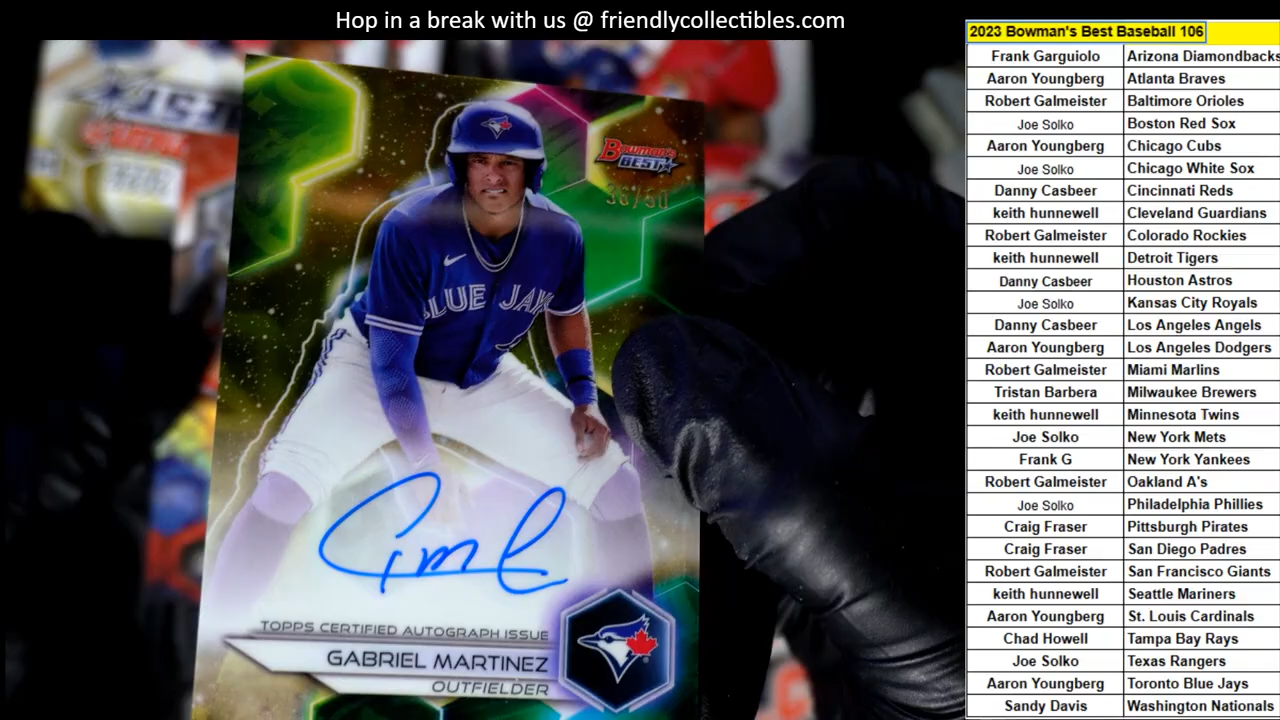 Hop in a break with us @ friendlycollectibles.com
Bowman's
BEST
36/50
BLUE JAYS
TOPPS CERTIFIED AUTOGRAPH ISSUE
GABRIEL MARTINEZ
OUTFIELDER
2023 Bowman's Best Baseball 106
Frank Garguiolo Arizona Diamondbacks
Aaron Youngberg Atlanta Braves
Robert Galmeister Baltimore Orioles
Joe Solko Boston Red Sox
Aaron Youngberg Chicago Cubs
Joe Solko Chicago White Sox
Danny Casbeer Cincinnati Reds
keith hunnewell Cleveland Guardians
Robert Galmeister Colorado Rockies
keith hunnewell Detroit Tigers
Danny Casbeer Houston Astros
Joe Solko Kansas City Royals
Danny Casbeer Los Angeles Angels
Aaron Youngberg Los Angeles Dodgers
Robert Galmeister Miami Marlins
Tristan Barbera Milwaukee Brewers
keith hunnewell Minnesota Twins
Joe Solko New York Mets
Frank G New York Yankees
Robert Galmeister Oakland A's
Joe Solko Philadelphia Phillies
Craig Fraser Pittsburgh Pirates
Craig Fraser San Diego Padres
Robert Galmeister San Francisco Giants
keith hunnewell Seattle Mariners
Aaron Youngberg St. Louis Cardinals
Chad Howell Tampa Bay Rays
Joe Solko Texas Rangers
Aaron Youngberg Toronto Blue Jays
Sandy Davis Washington Nationals